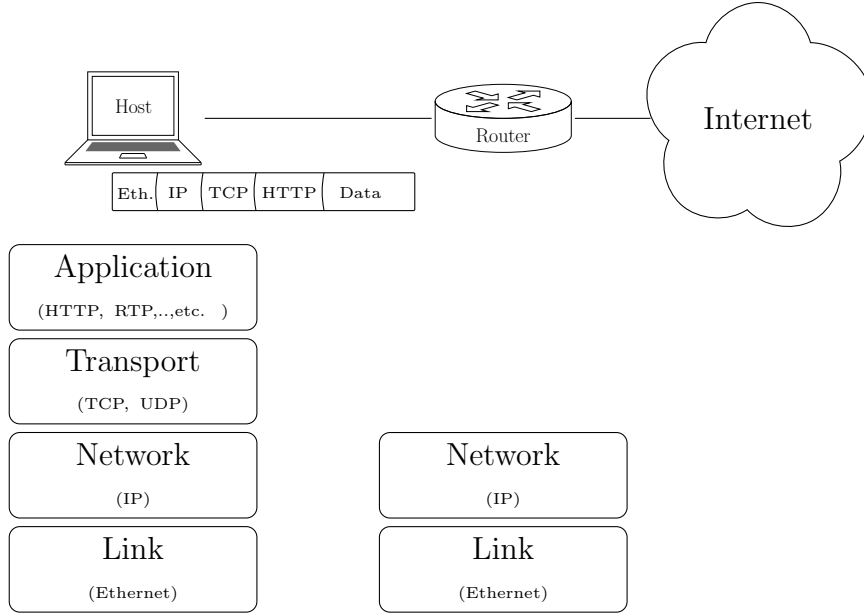 Host
Router
Internet
Eth. IP TCP HTTP Data
Application
(HTTP, RTP,..,etc. )
Transport
(TCP, UDP)
Network
(IP)
Link
(Ethernet)
Network
(IP)
Link
(Ethernet)